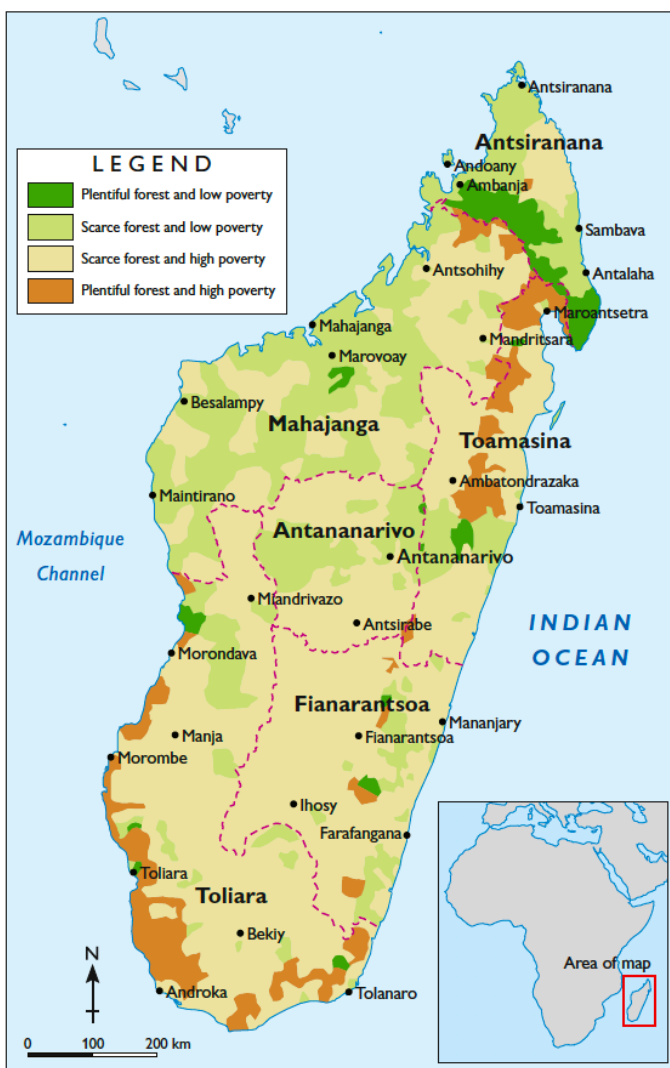 Antsiranana
Antsiranana
LEGEND
Plentiful forest and low poverty
Scarce forest and low poverty
Scarce forest and high poverty
Plentiful forest and high poverty
Andoany
Ambanja
Sambava
Antsohihy
Antalaha
Maroantsetra
Mahajanga
Mandritsara
Marovoay
Besalampy
Mahajanga
Toamasina
Ambatondrazaka
Maintirano
Toamasina
Antananarivo
Mozambique
Channel
Antananarivo
Miandrivazo
Antsirabe
INDIAN
OCEAN
Morondava
Fianarantsoa
Mananjary
Manja
Fianarantsoa
Morombe
Ihosy
Farafangana
Toliara
Toliara
Bekiy
N
Area of map
Androka
Tolanaro
0 100 200 km